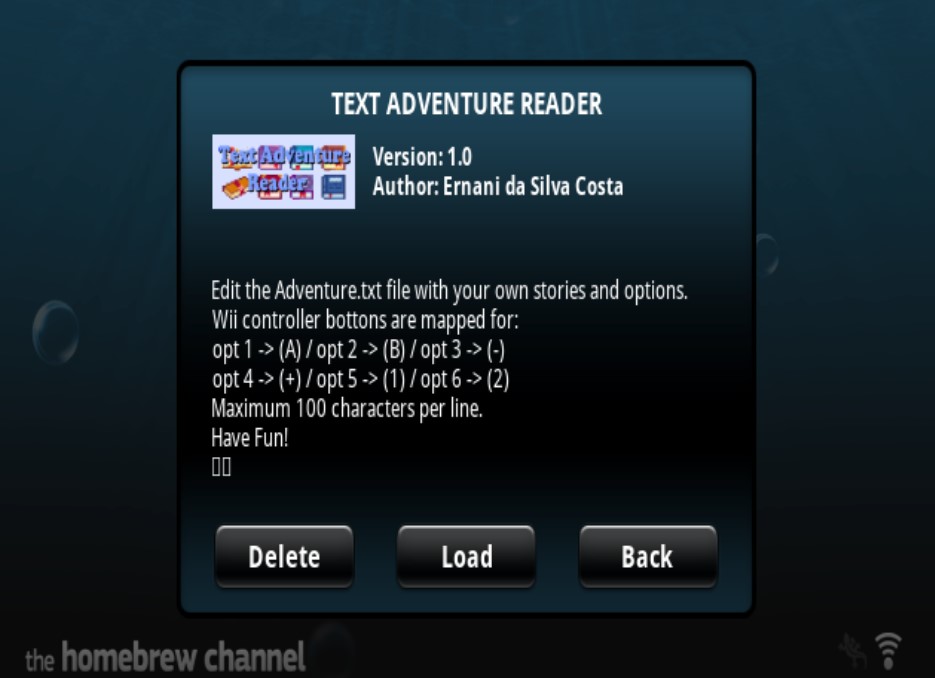 TEXT ADVENTURE READER
Text Adventure
Reader
Version: 1.0
Author: Ernani da Silva Costa
Edit the Adventure.txt file with your own stories and options.
Wii controller bottons are mapped for:
opt 1 -> (A) / opt 2 -> (B) / opt 3 -> (-)
opt 4 -> (+) / opt 5 -> (1) / opt 6 -> (2)
Maximum 100 characters per line.
Have Fun!
Delete
Load
Back
the homebrew channel